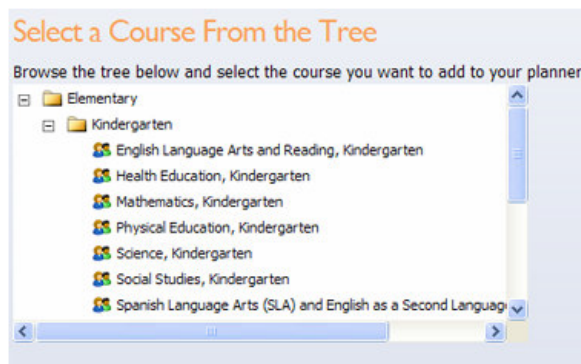 Select a Course From the Tree
Browse the tree below and select the course you want to add to your planner
Elementary
Kindergarten
English Language Arts and Reading, Kindergarten
Health Education, Kindergarten
Mathematics, Kindergarten
Physical Education, Kindergarten
Science, Kindergarten
Social Studies, Kindergarten
Spanish Language Arts (SLA) and English as a Second Languag